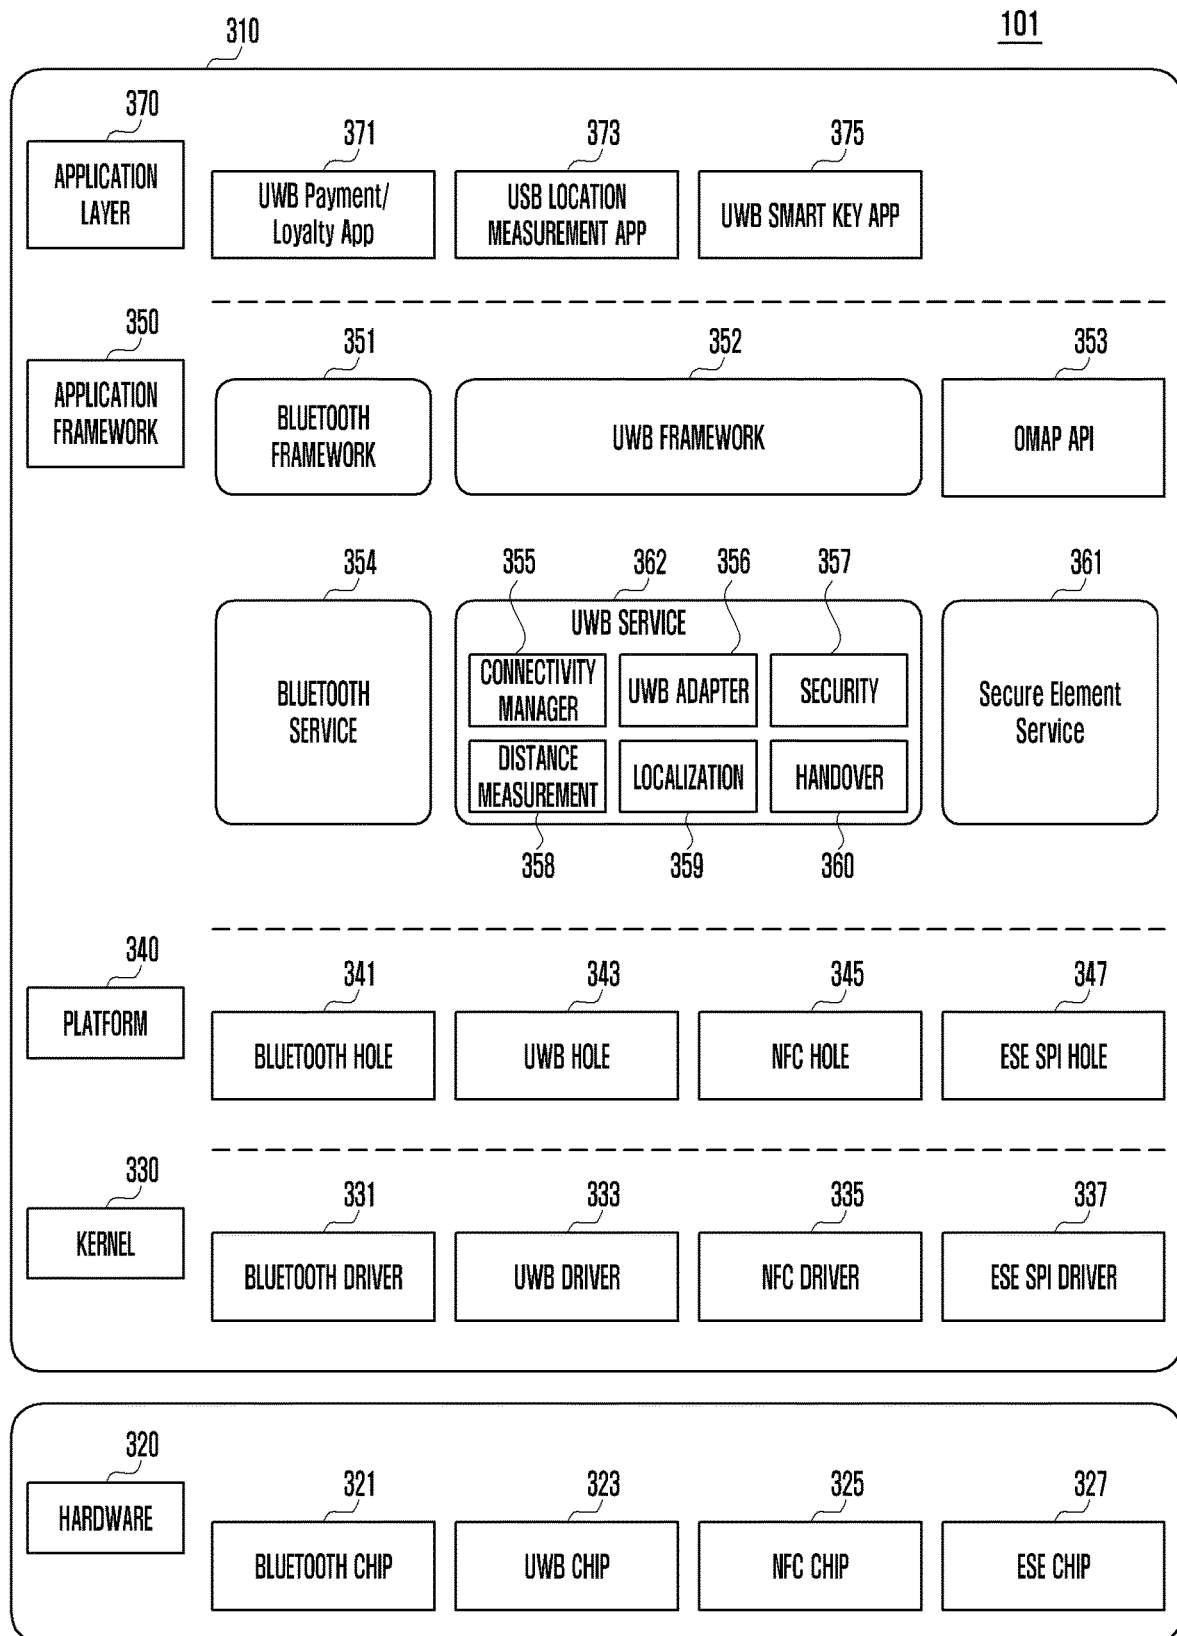 101
310
370
371
373
375
APPLICATION
LAYER
UWB Payment/
Loyalty App
USB LOCATION
MEASUREMENT APP
UWB SMART KEY APP
350
351
352
353
APPLICATION
FRAMEWORK
BLUETOOTH
FRAMEWORK
UWB FRAMEWORK
OMAP API
354
355
362
356
357
361
BLUETOOTH
SERVICE
UWB SERVICE
CONNECTIVITY
MANAGER
UWB ADAPTER
SECURITY
DISTANCE
MEASUREMENT
LOCALIZATION
HANDOVER
Secure Element
Service
358
359
360
340
341
343
345
347
PLATFORM
BLUETOOTH HOLE
UWB HOLE
NFC HOLE
ESE SPI HOLE
330
331
333
335
337
KERNEL
BLUETOOTH DRIVER
UWB DRIVER
NFC DRIVER
ESE SPI DRIVER
320
321
323
325
327
HARDWARE
BLUETOOTH CHIP
UWB CHIP
NFC CHIP
ESE CHIP